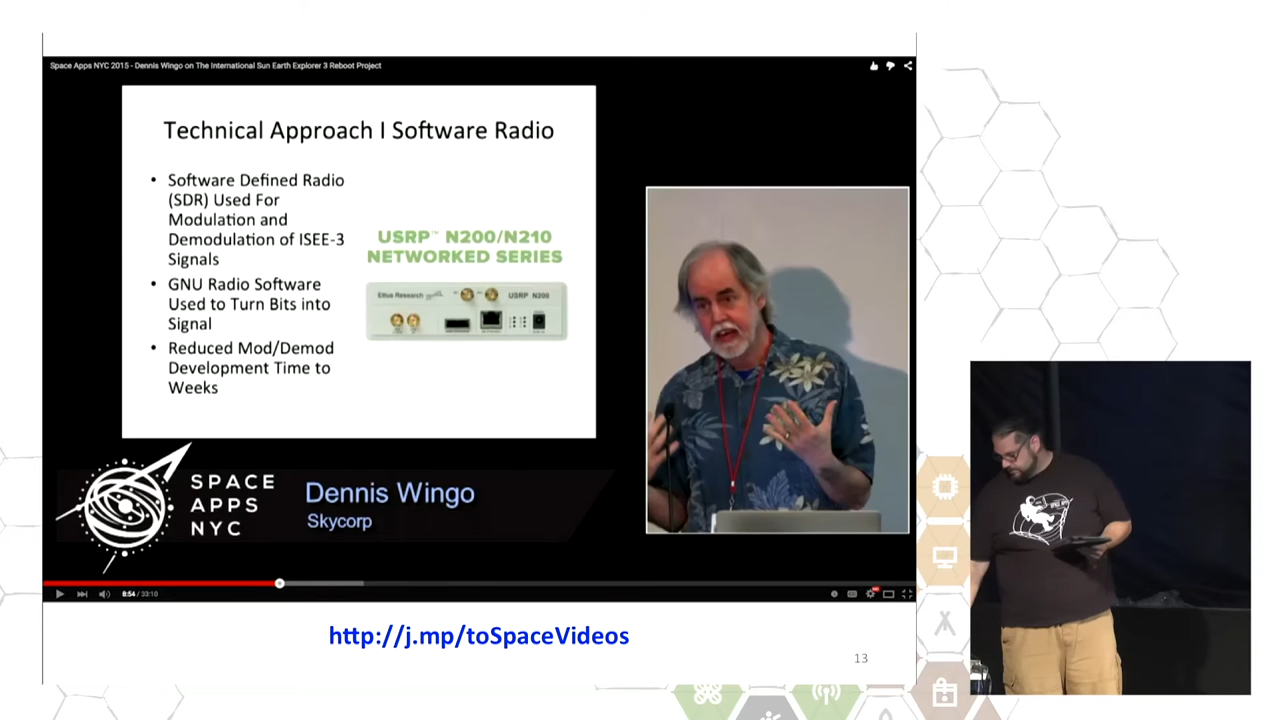 Space Apps NYC 2015 - Dennis Wingo on The International Sun Earth Explorer 3 Reboot Project
Technical Approach I Software Radio
• Software Defined Radio
(SDR) Used For
Modulation and
Demodulation of ISEE-3
Signals
• GNU Radio Software
Used to Turn Bits into
Signal
• Reduced Mod/Demod
Development Time to
Weeks
USRP™ N200/N210
NETWORKED SERIES
Ettus Research
USRP N200
SPACE
APPS
NYC
Dennis Wingo
Skycorp
8:54 / 33:10
http://j.mp/toSpaceVideos
13